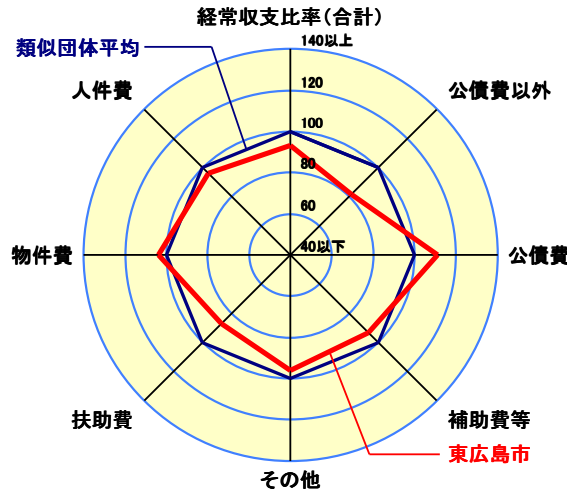 経常収支比率(合計)
140以上
類似団体平均
120
人件費
公債費以外
100
80
60
40以下
物件費
公債費
扶助費
補助費等
東広島市
その他